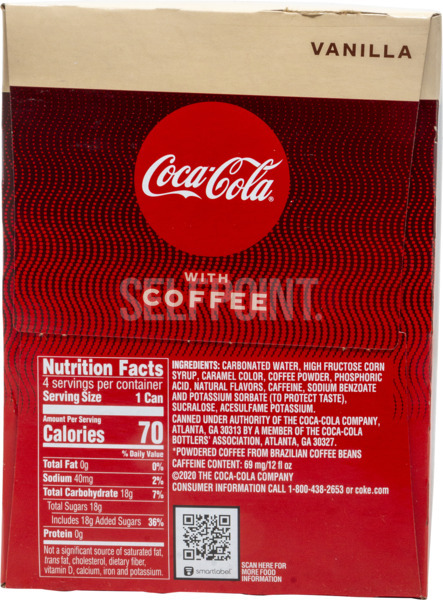 VANILLA
Coca-Cola®
WITH
COFFEE
SELFPOINT.
Nutrition Facts
4 servings per container
Serving Size 1 Can
Amount Per Serving
Calories 70
% Daily Value
Total Fat 0g 0%
Sodium 40mg 2%
Total Carbohydrate 18g 7%
Total Sugars 18g
Includes 18g Added Sugars 36%
Protein 0g
Not a significant source of saturated fat,
trans fat, cholesterol, dietary fiber,
vitamin D, calcium, iron and potassium.
INGREDIENTS: CARBONATED WATER, HIGH FRUCTOSE CORN
SYRUP, CARAMEL COLOR, COFFEE POWDER, PHOSPHORIC
ACID, NATURAL FLAVORS, CAFFEINE, SODIUM BENZOATE
AND POTASSIUM SORBATE (TO PROTECT TASTE),
SUCRALOSE, ACESULFAME POTASSIUM.
CANNED UNDER AUTHORITY OF THE COCA-COLA COMPANY,
ATLANTA, GA 30313 BY A MEMBER OF THE COCA-COLA
BOTTLERS' ASSOCIATION, ATLANTA, GA 30327.
*POWDERED COFFEE FROM BRAZILIAN COFFEE BEANS
CAFFEINE CONTENT: 69 mg/12 fl oz
©2020 THE COCA-COLA COMPANY
CONSUMER INFORMATION CALL 1-800-438-2653 or coke.com
smartlabel
SCAN HERE FOR
MORE FOOD
INFORMATION